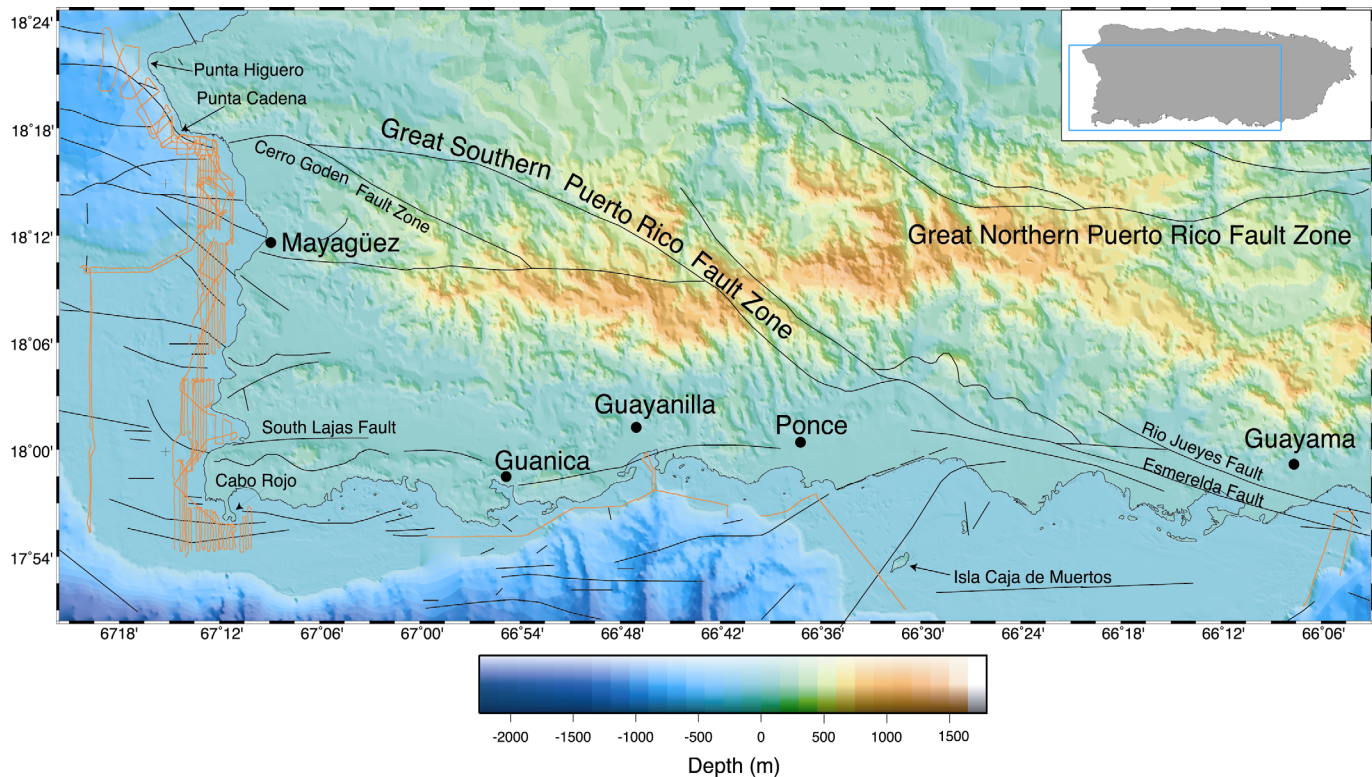 18˚24'
18˚18'
18˚12'
18˚06'
18˚00'
17˚54'
Punta Higuero
Punta Cadena
Great Southern Puerto Rico Fault Zone
Cerro Goden Fault Zone
Mayagüez
Great Northern Puerto Rico Fault Zone
Guayanilla
Ponce
South Lajas Fault
Guanica
Rio Jueyes Fault
Guayama
Esmerelda Fault
Cabo Rojo
Isla Caja de Muertos
67˚18' 67˚12' 67˚06' 67˚00' 66˚54' 66˚48' 66˚42' 66˚36' 66˚30' 66˚24' 66˚18' 66˚12' 66˚06'
-2000 -1500 -1000 -500 0 500 1000 1500
Depth (m)